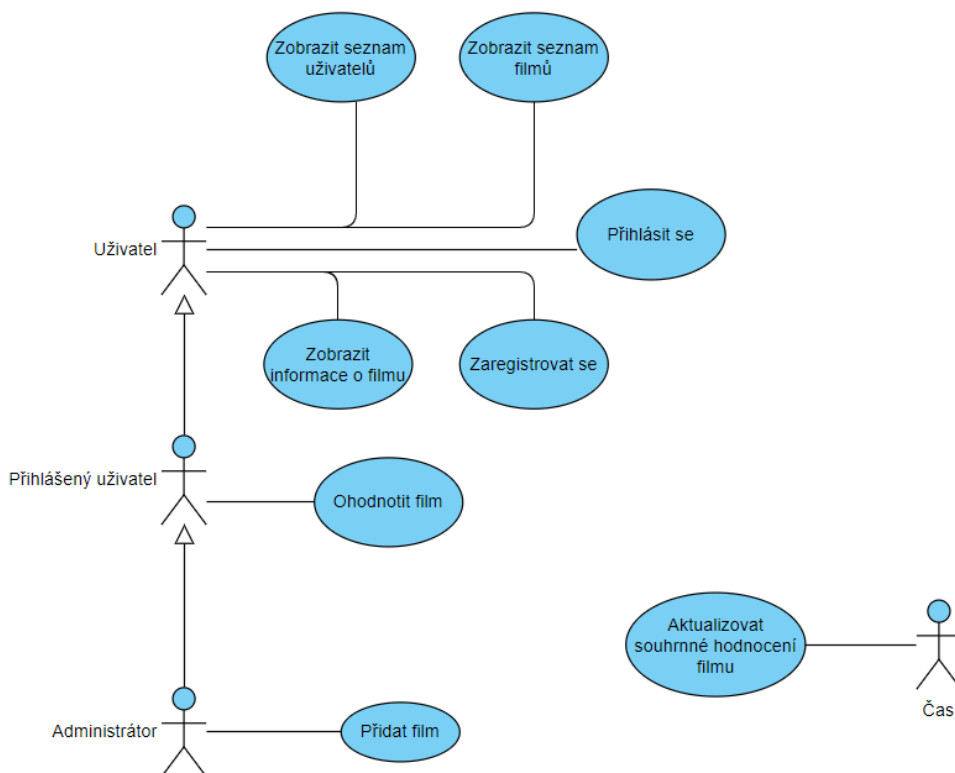 Zobrazit seznam
uživatelů
Zobrazit seznam
filmů
Uživatel
Přihlásit se
Zobrazit
informace o filmu
Zaregistrovat se
Přihlášený uživatel
Ohodnotit film
Aktualizovat
souhrnné hodnocení
filmu
Čas
Administrátor
Přidat film